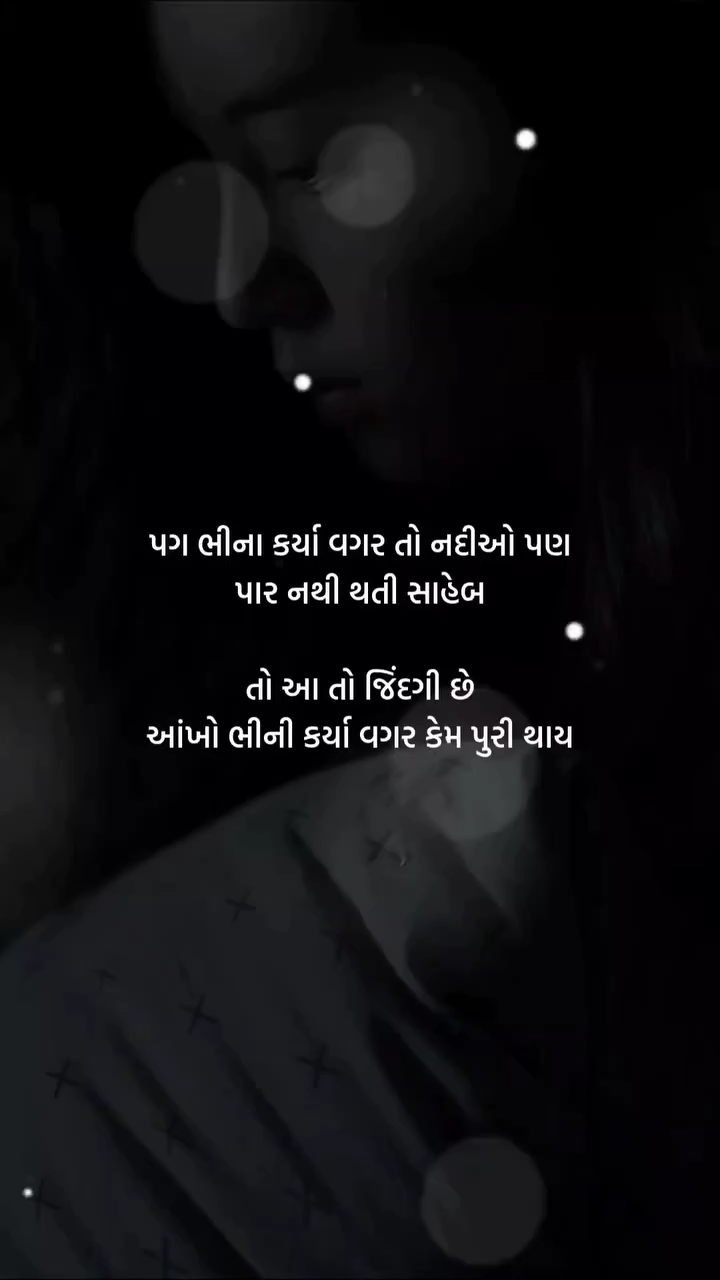 પગ ભીના કર્યા વગર તો નદીઓ પણ
પાર નથી થતી સાહેબ
તો આ તો જિંદગી છે
આંખો ભીની કર્યા વગર કેમ પુરી થાય